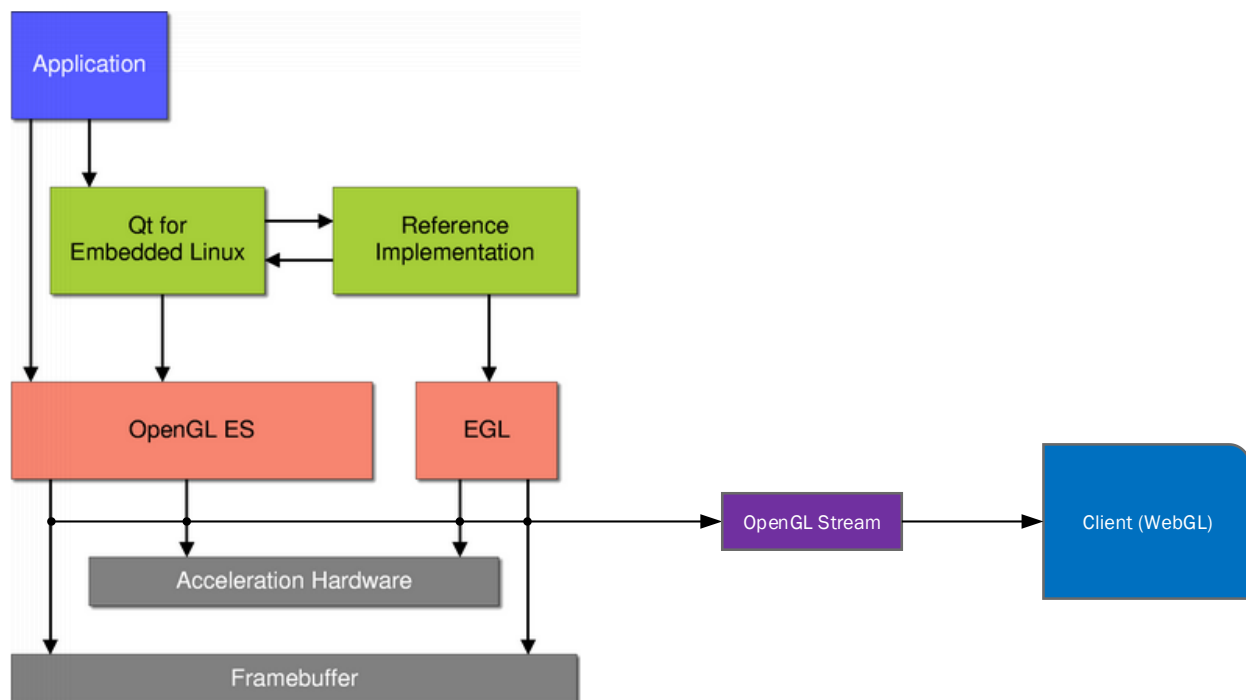 Application
Qt for
Embedded Linux
Reference
Implementation
OpenGL ES
EGL
OpenGL Stream
Client (WebGL)
Acceleration Hardware
Framebuffer